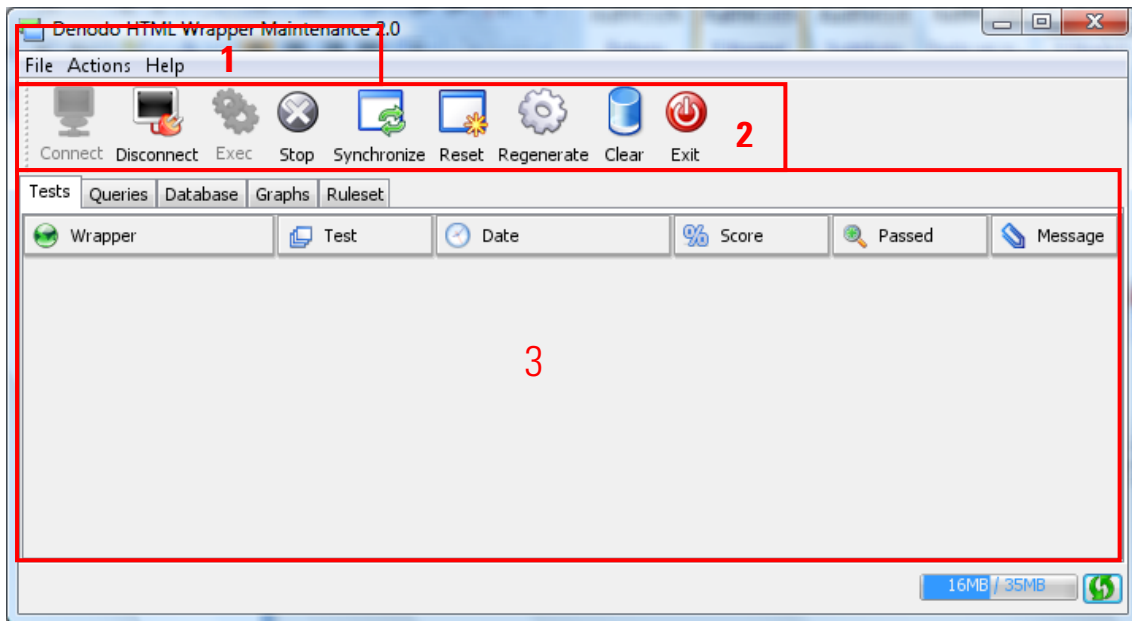 Denodo HTML Wrapper Maintenance 2.0
File Actions Help
1
Connect Disconnect Exec Stop Synchronize Reset Regenerate Clear Exit
2
Tests Queries Database Graphs Ruleset
Wrapper Test Date Score Passed Message
3
16MB / 35MB